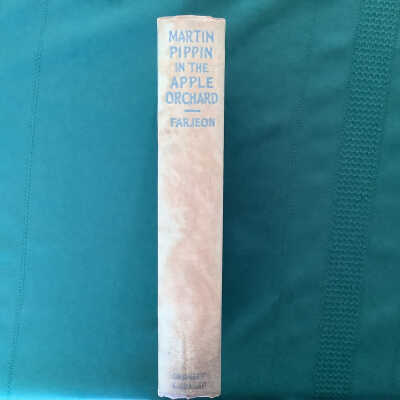 MARTIN
PIPPIN
IN THE
APPLE
ORCHARD
FARJEON